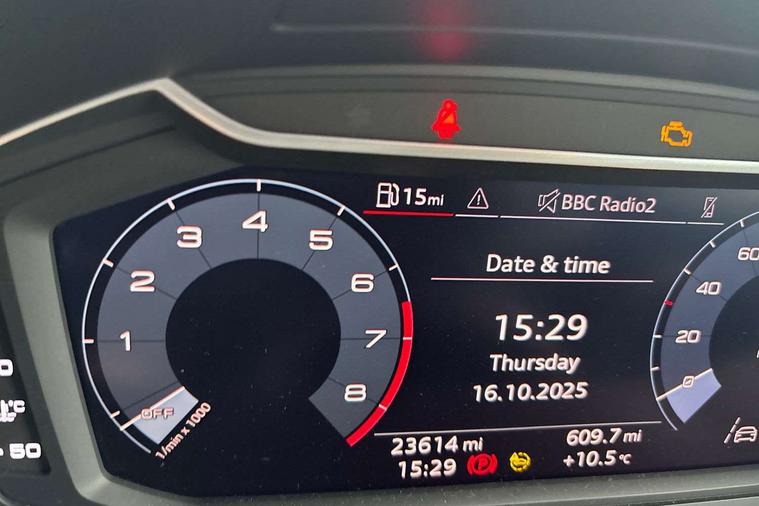 15mi
BBC Radio2
Date & time
15:29
Thursday
16.10.2025
23614 mi
609.7 mi
15:29
P
+10.5°C
1
2
3
4
5
6
7
8
OFF
1/min x 1000
0
20
40
60
°C
50